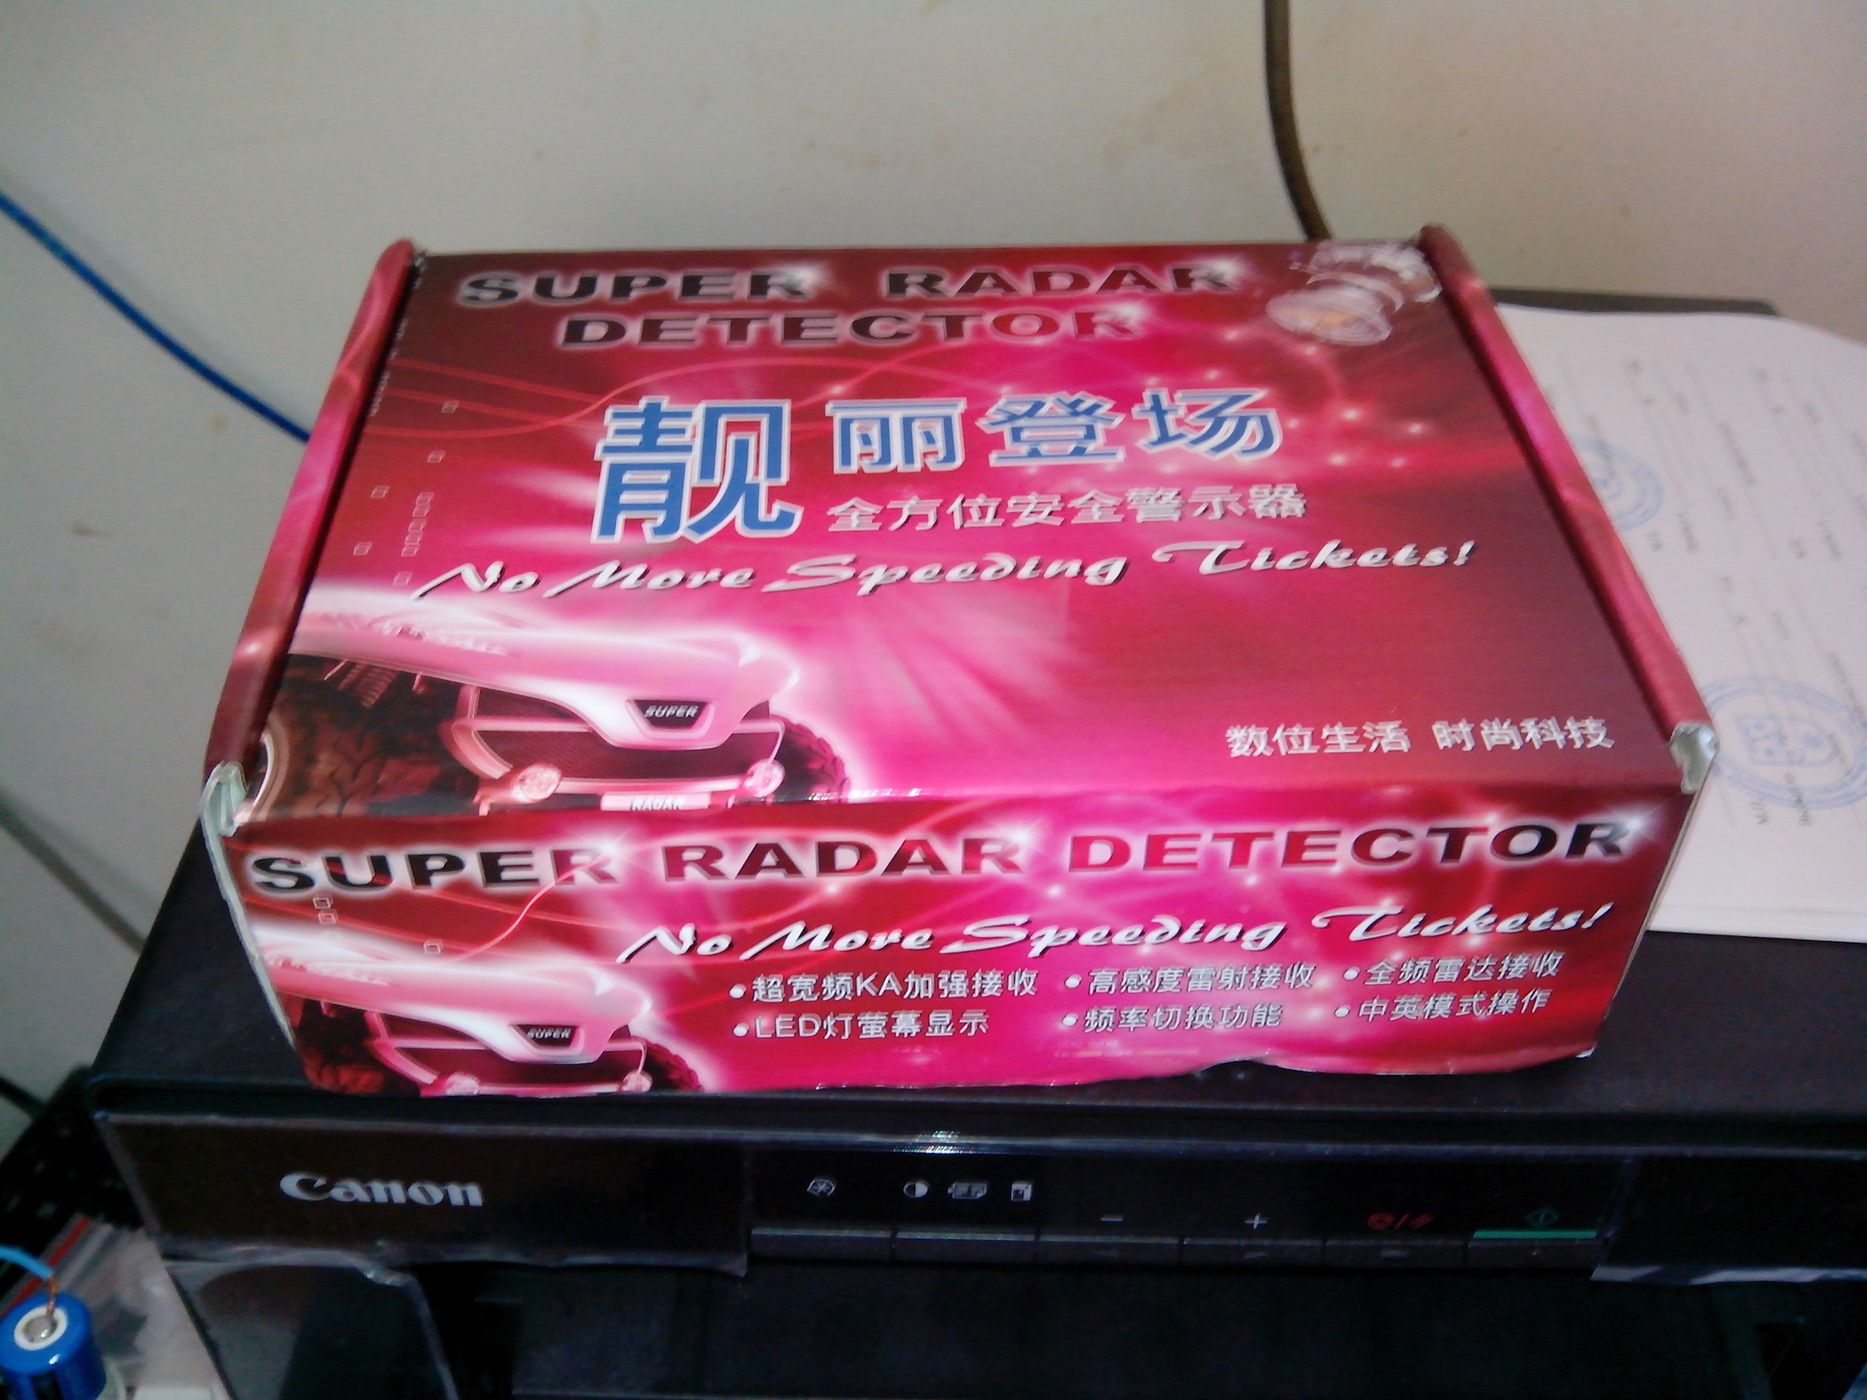 SUPER RADAR
DETECTOR
靓丽登场
全方位安全警示器
No More Speeding Tickets!
SUPER
RADAR
数位生活 时尚科技
SUPER RADAR DETECTOR
No More Speeding Tickets!
•超宽频KA加强接收 •高感度雷射接收 •全频雷达接收
•LED灯萤幕显示 •频率切换功能 •中英模式操作
SUPER
Canon